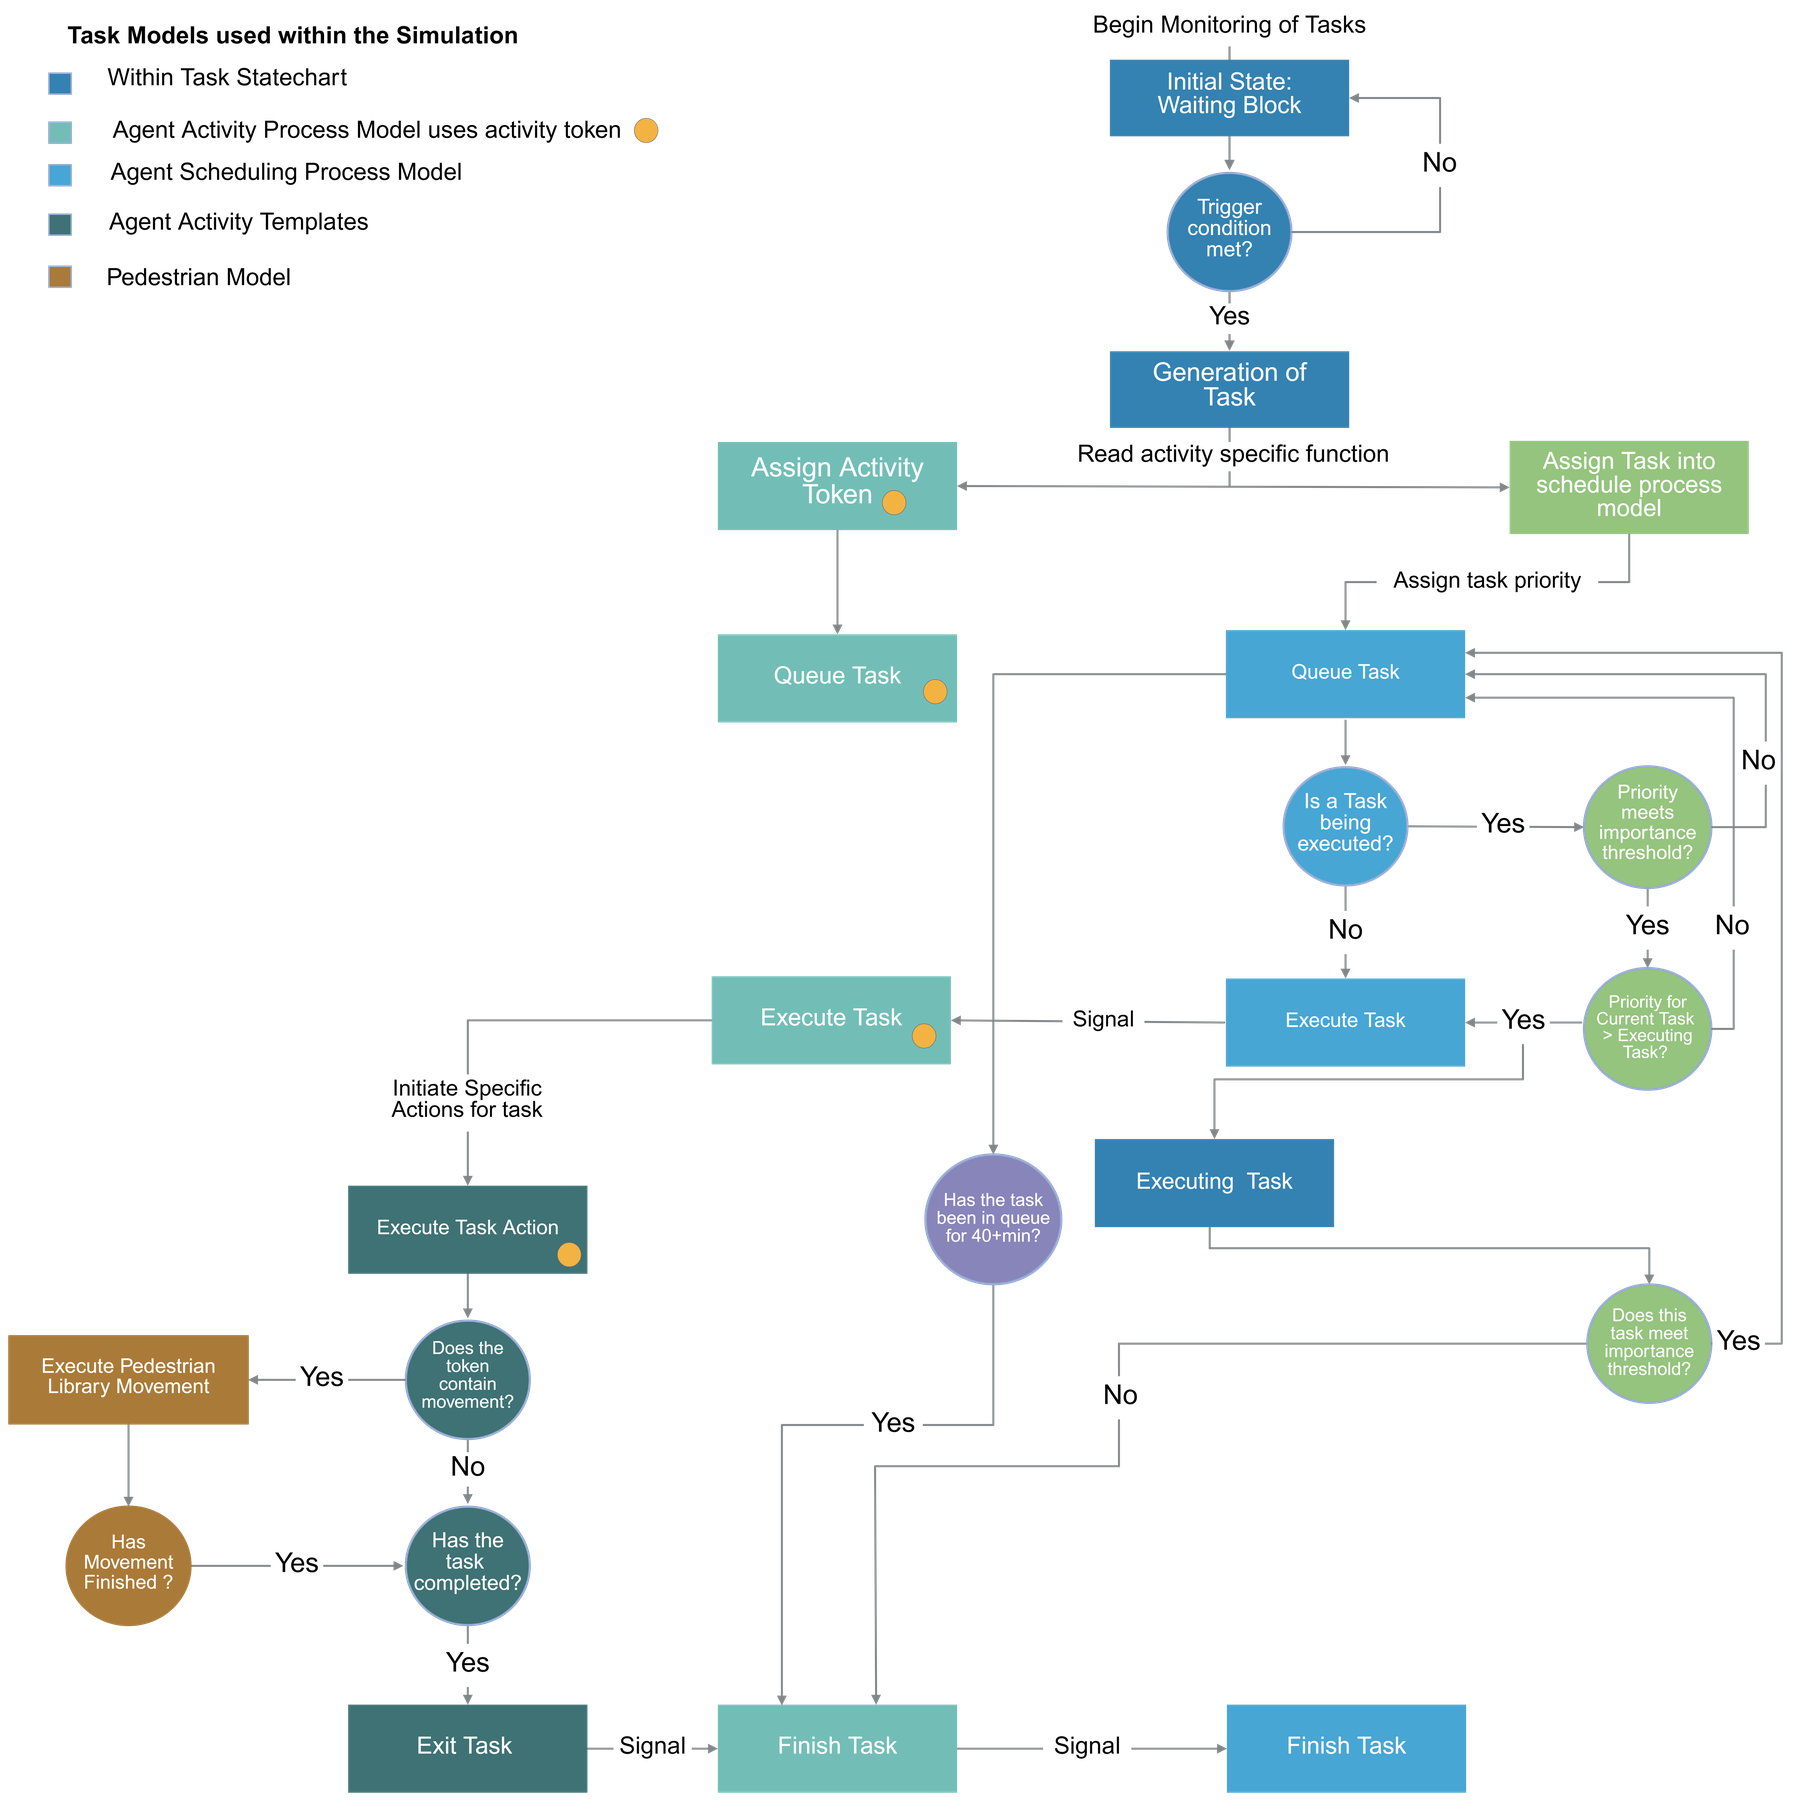 Task Models used within the Simulation
Within Task Statechart
Agent Activity Process Model uses activity token
Agent Scheduling Process Model
Agent Activity Templates
Pedestrian Model
Begin Monitoring of Tasks
Initial State:
Waiting Block
No
Trigger
condition
met?
Yes
Generation of
Task
Read activity specific function
Assign Activity
Token
Assign Task into
schedule process
model
Assign task priority
Queue Task
Queue Task
No
Is a Task
being
executed?
Yes
Priority
meets
importance
threshold?
No
Yes
No
Execute Task
Signal
Execute Task
Yes
Priority for
Current Task
> Executing
Task?
Initiate Specific
Actions for task
Executing  Task
Has the task
been in queue
for 40+min?
Execute Task Action
Does this
task meet
importance
threshold?
Yes
Execute Pedestrian
Library Movement
Yes
Does the
token
contain
movement?
No
Yes
No
Has
Movement
Finished ?
Yes
Has the
task
completed?
Yes
Exit Task
Signal
Finish Task
Signal
Finish Task